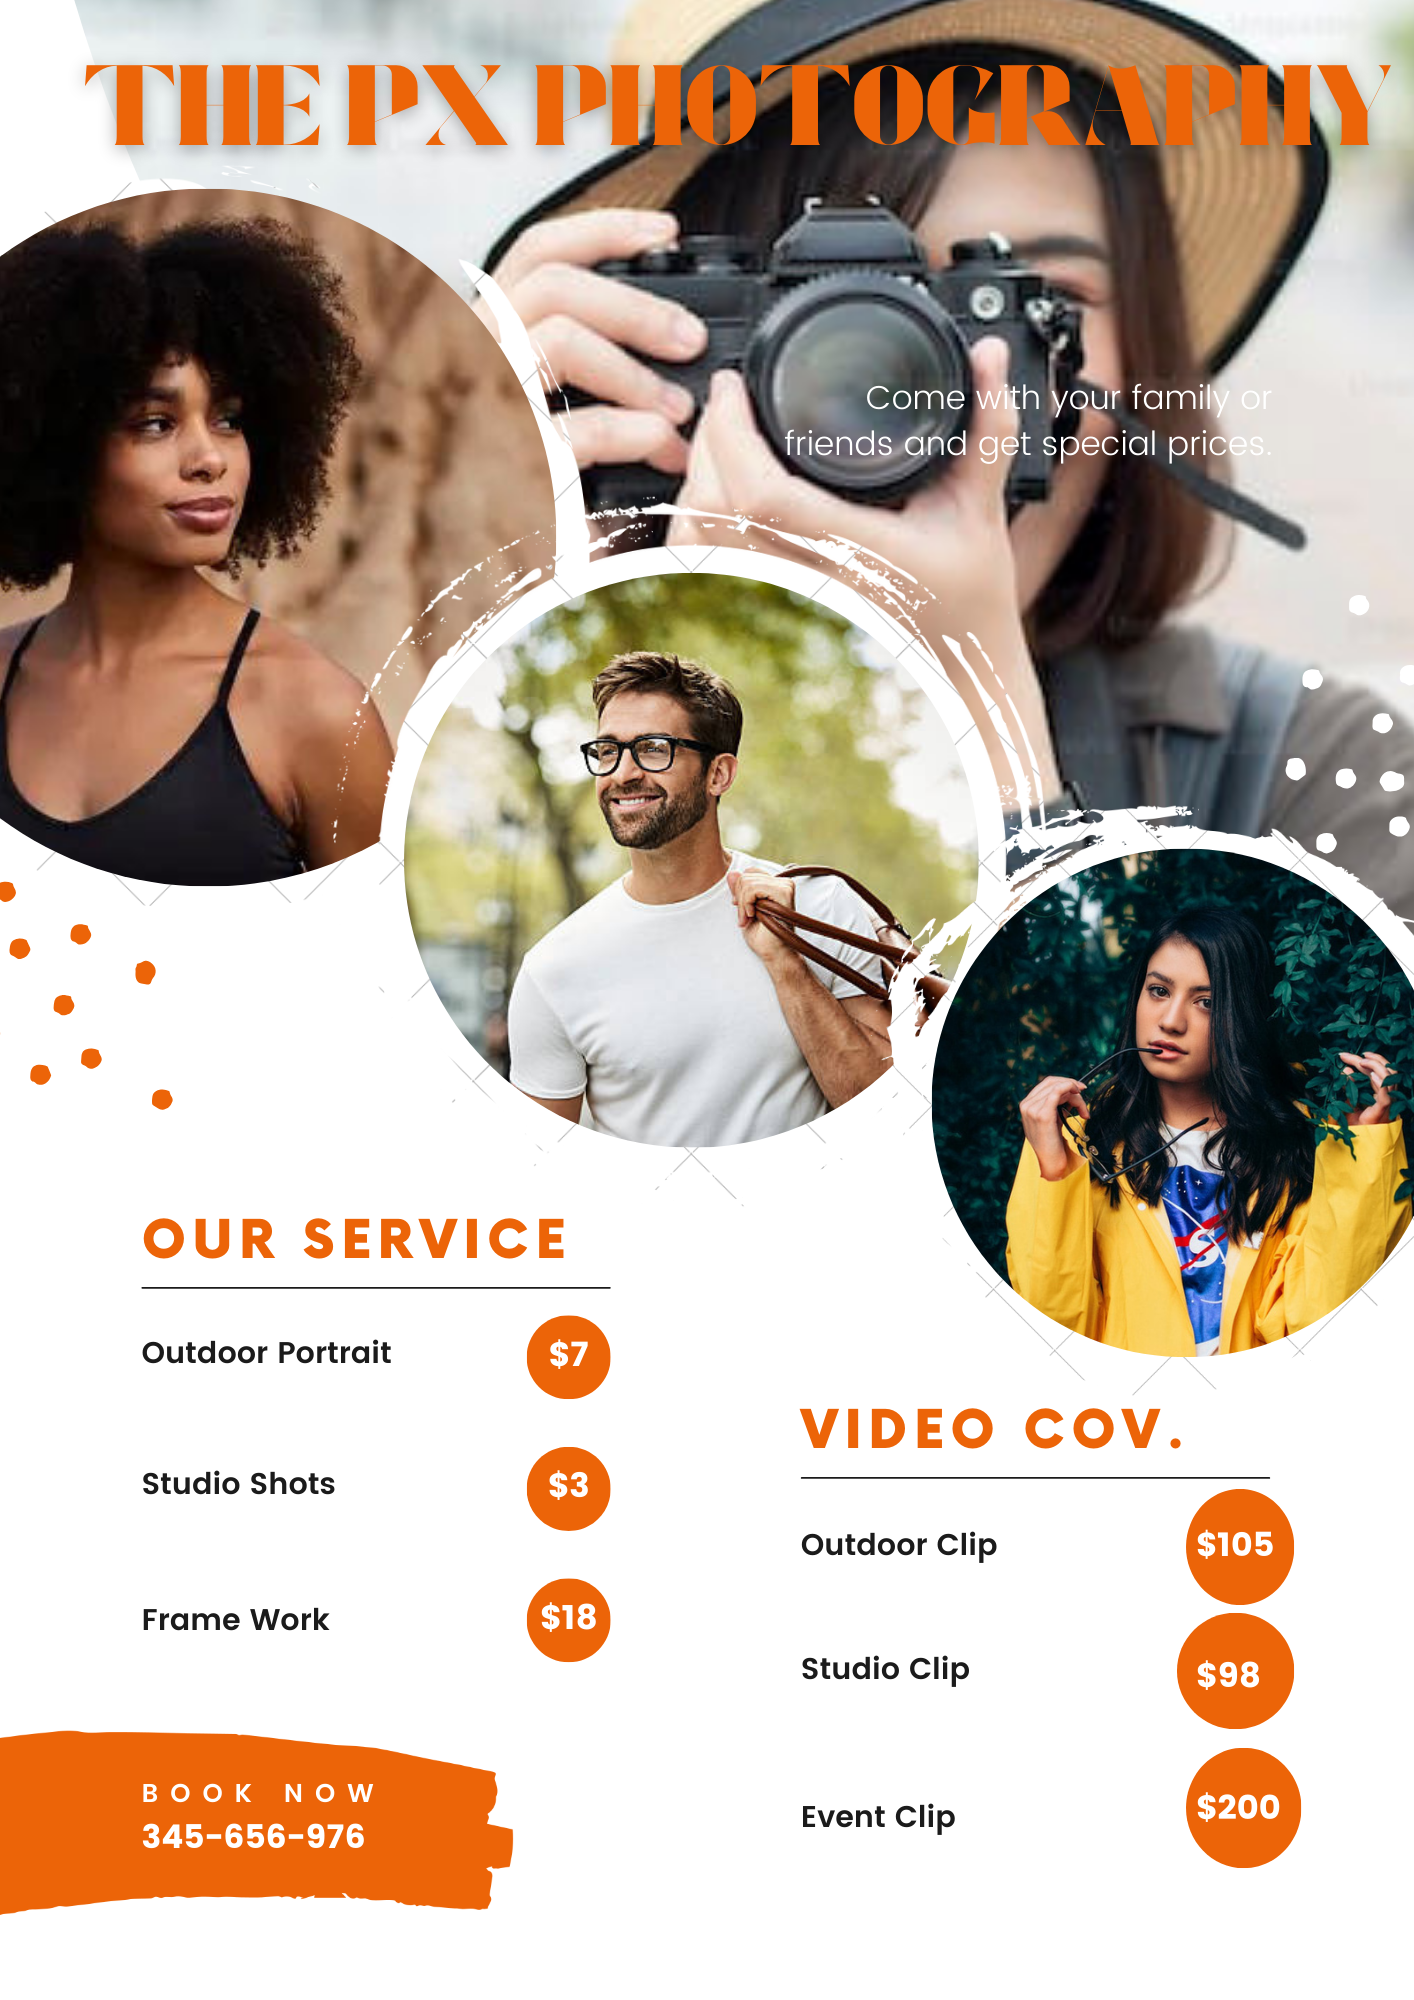 THE PX PHOTOGRAPHY
Come with your family or
friends and get special prices.
OUR SERVICE
Outdoor Portrait $7
Studio Shots $3
Frame Work $18
VIDEO COV.
Outdoor Clip $105
Studio Clip $98
Event Clip $200
BOOK NOW
345-656-976